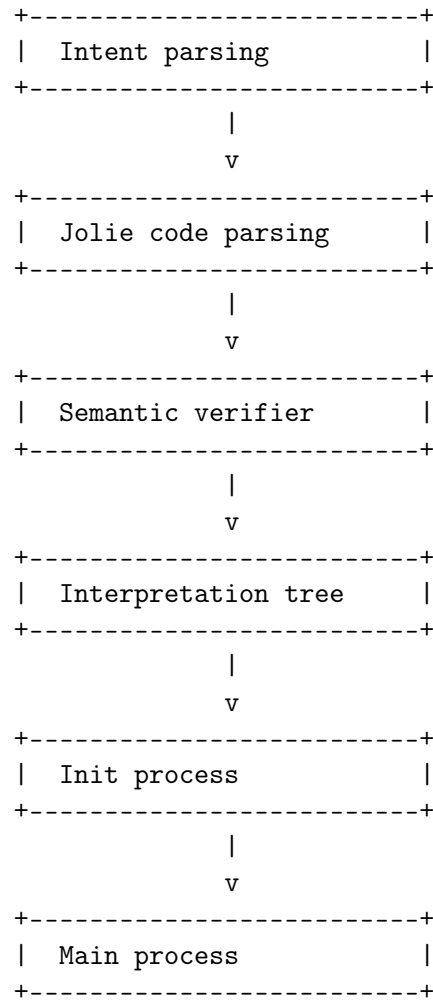 Intent parsing
Jolie code parsing
Semantic verifier
Interpretation tree
Init process
Main process